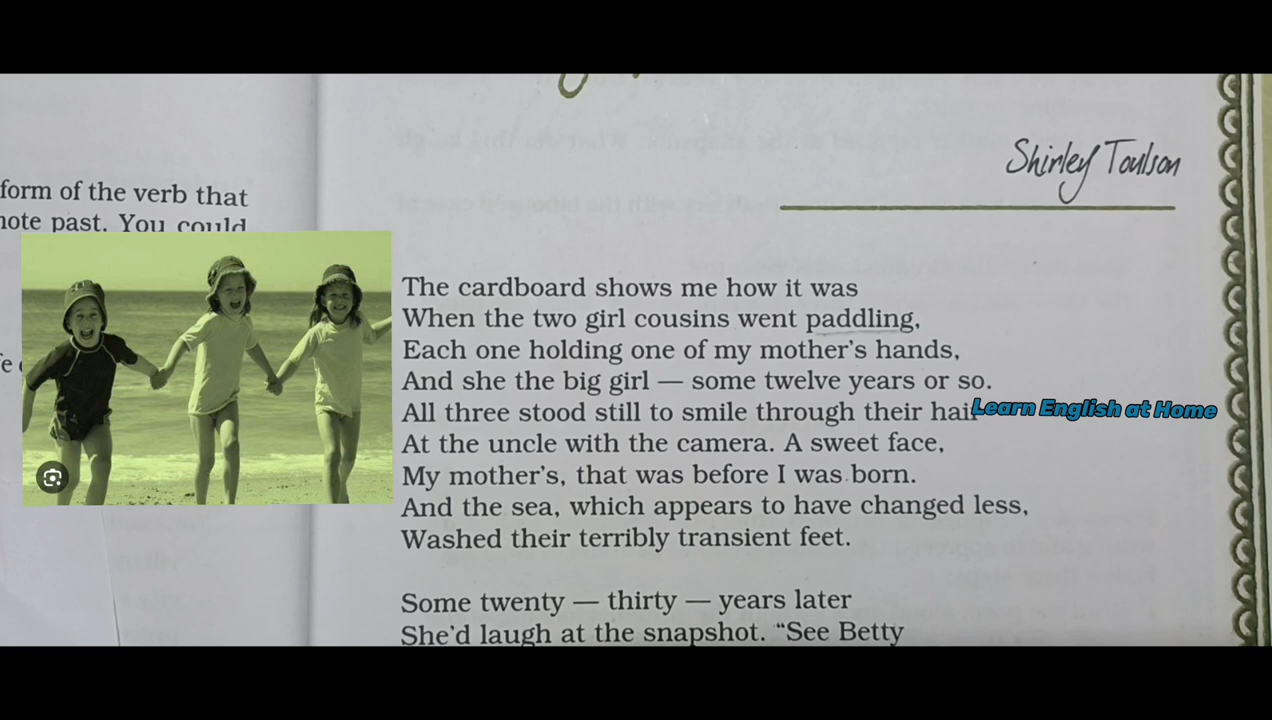 Shirley Toulson
form of the verb that
note past. You could
The cardboard shows me how it was
When the two girl cousins went paddling,
Each one holding one of my mother's hands,
And she the big girl — some twelve years or so.
All three stood still to smile through their hair
Learn English at Home
At the uncle with the camera. A sweet face,
My mother's, that was before I was born.
And the sea, which appears to have changed less,
Washed their terribly transient feet.
Some twenty — thirty — years later
She'd laugh at the snapshot. “See Betty